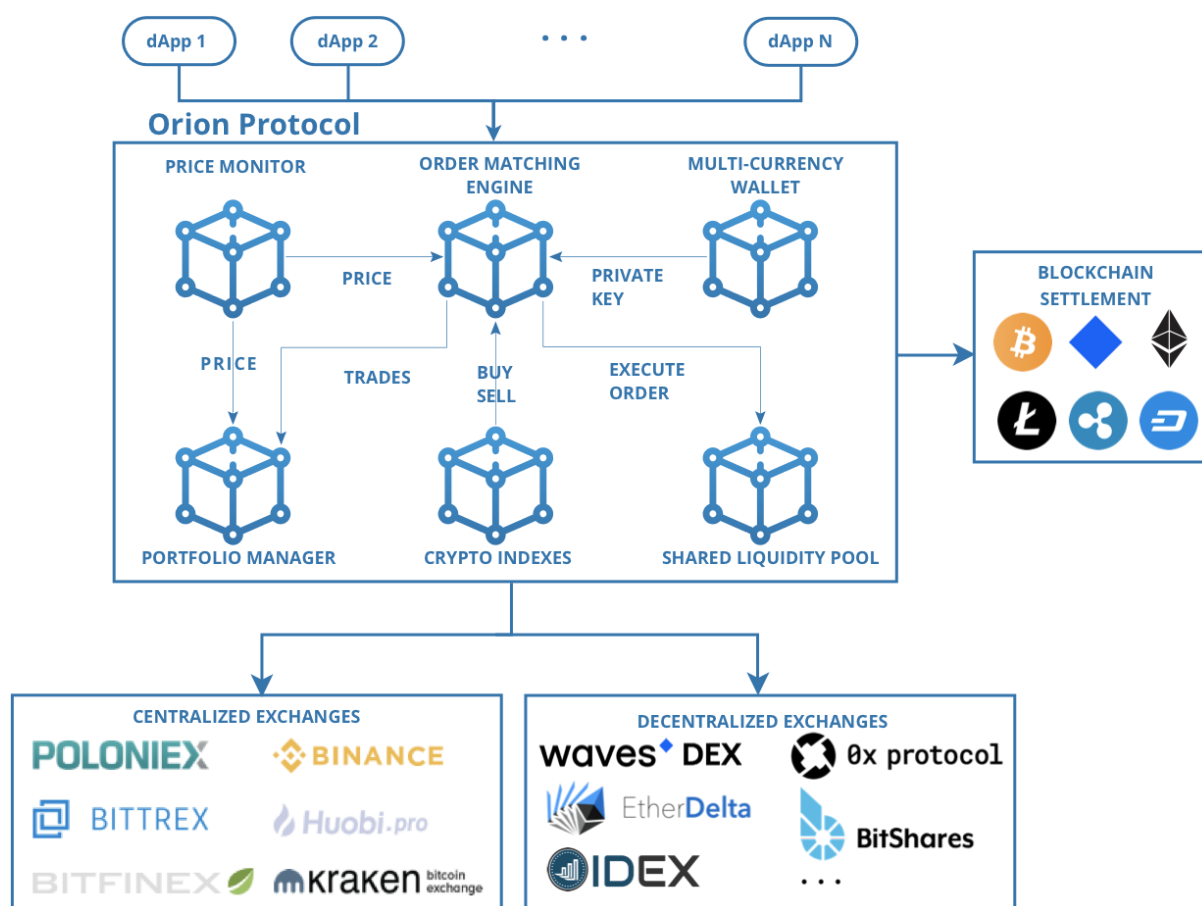 dApp 1
dApp 2
. . .
dApp N
Orion Protocol
PRICE MONITOR
ORDER MATCHING
ENGINE
MULTI-CURRENCY
WALLET
PRICE
PRIVATE
KEY
PRICE
TRADES
BUY
SELL
EXECUTE
ORDER
PORTFOLIO MANAGER
CRYPTO INDEXES
SHARED LIQUIDITY POOL
BLOCKCHAIN
SETTLEMENT
CENTRALIZED EXCHANGES
POLONIEX
BINANCE
BITTREX
Huobi.pro
BITFINEX
kraken bitcoin
exchange
DECENTRALIZED EXCHANGES
waves DEX
0x protocol
EtherDelta
BitShares
IDEX
. . .